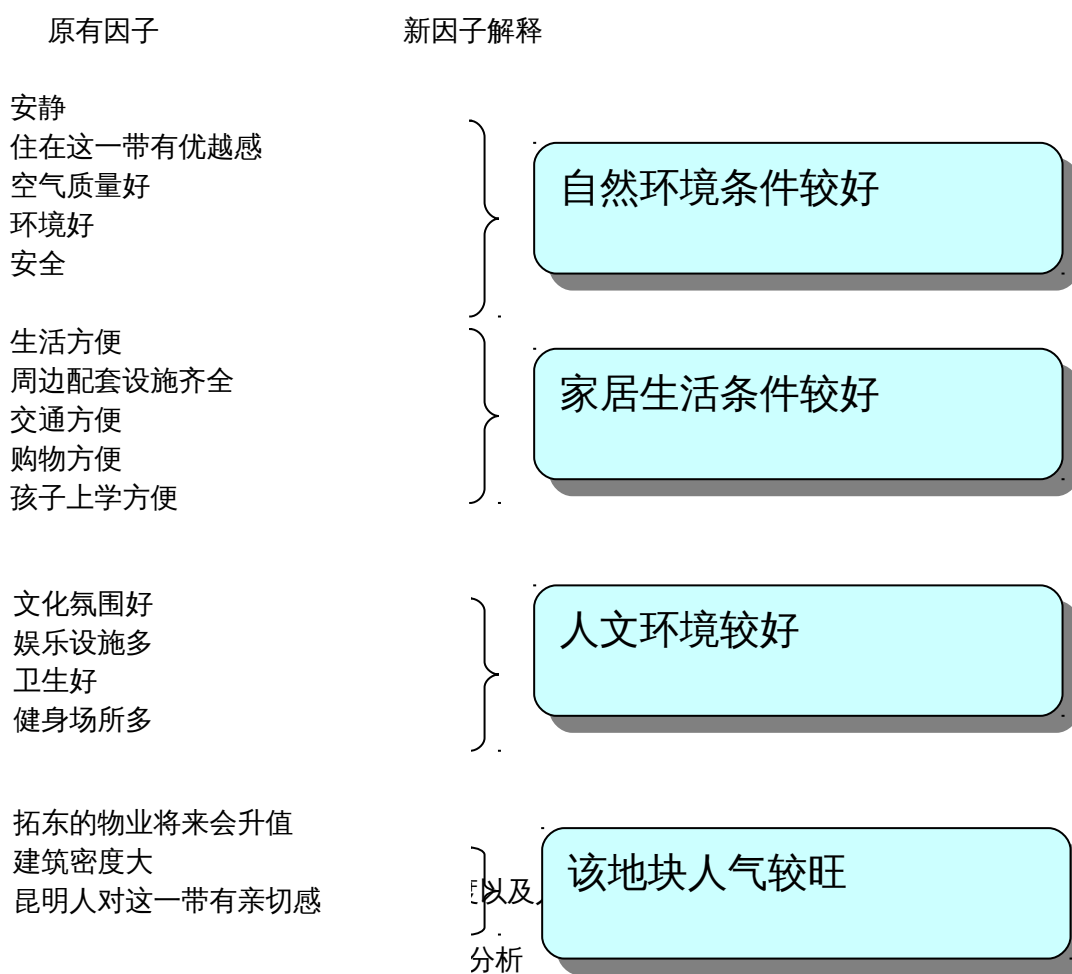 原有因子 新因子解释
安静
住在这一带有优越感
空气质量好
环境好
安全
自然环境条件较好
生活方便
周边配套设施齐全
交通方便
购物方便
孩子上学方便
家居生活条件较好
文化氛围好
娱乐设施多
卫生好
健身场所多
人文环境较好
拓东的物业将来会升值
建筑密度大
昆明人对这一带有亲切感
该地块人气较旺
以及
分析